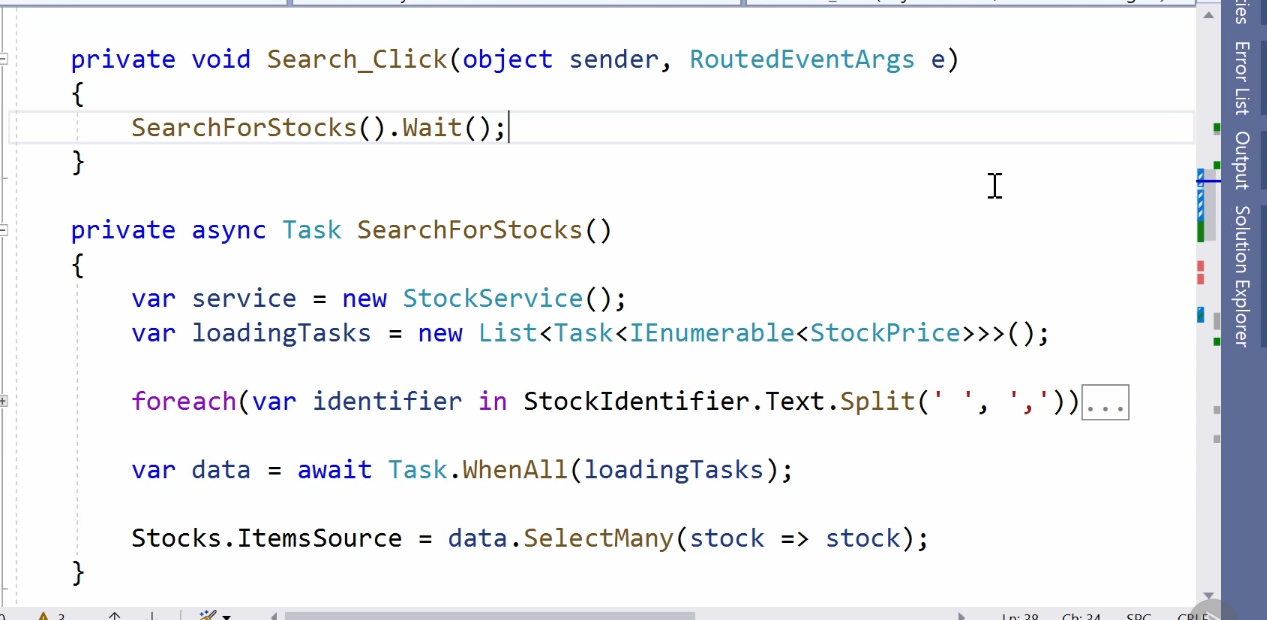 private void Search_Click(object sender, RoutedEventArgs e)
{
SearchForStocks().Wait();
}
private async Task SearchForStocks()
{
var service = new StockService();
var loadingTasks = new List<Task<IEnumerable<StockPrice>>>();
foreach(var identifier in StockIdentifier.Text.Split(' ', ','))...
var data = await Task.WhenAll(loadingTasks);
Stocks.ItemsSource = data.SelectMany(stock => stock);
}
Error List
Output
Solution Explorer
3
Ln: 38 Ch: 34 SPC CRLF